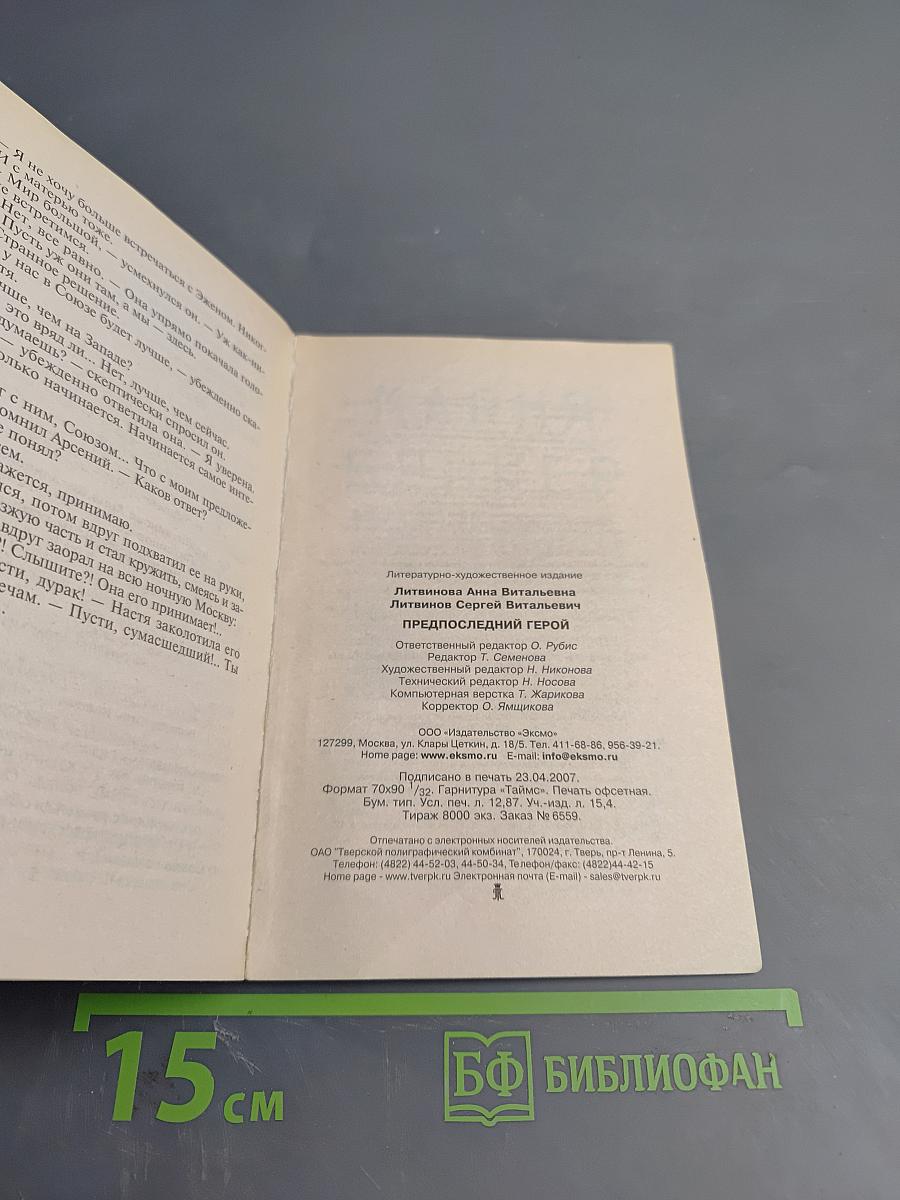 — Я не хочу больше встречаться с Эженом. Никог-
И с матерью тоже.
Мир большой, — усмехнулся он. — Уж как-ни-
встретимся.
Нет, все равно. — Она упрямо покачала голо-
Пусть уж они там, а мы — здесь.
Странное решение.
у нас в Союзе будет лучше, — убежденно ска-
чем на Западе?
это вряд ли... Нет, лучше, чем сейчас.
думаешь? — скептически спросил он.
— убежденно ответила она. — Я уверена.
только начинается. Начинается самое инте-
с ним, Союзом... Что с моим предложе-
Арсений. — Каков ответ?
понял?
принимаю.
потом вдруг подхватил ее на руки,
часть и стал кружить, смеясь и за-
вдруг заорал на всю ночную Москву:
Слышите?! Она его принимает!..
дурак! — Настя заколотила его
— Пусти, сумасшедший!.. Ты
Литературно-художественное издание
Литвинова Анна Витальевна
Литвинов Сергей Витальевич
ПРЕДПОСЛЕДНИЙ ГЕРОЙ
Ответственный редактор О. Рубис
Редактор Т. Семенова
Художественный редактор Н. Никонова
Технический редактор Н. Носова
Компьютерная верстка Т. Жарикова
Корректор О. Ямщикова
ООО «Издательство «Эксмо»
127299, Москва, ул. Клары Цеткин, д. 18/5. Тел. 411-68-86, 956-39-21.
Home page: www.eksmo.ru E-mail: info@eksmo.ru
Подписано в печать 23.04.2007.
Формат 70x90 1/32. Гарнитура «Таймс». Печать офсетная.
Бум. тип. Усл. печ. л. 12,87. Уч.-изд. л. 15,4.
Тираж 8000 экз. Заказ № 6559.
Отпечатано с электронных носителей издательства.
ОАО "Тверской полиграфический комбинат", 170024, г. Тверь, пр-т Ленина, 5.
Телефон: (4822) 44-52-03, 44-50-34, Телефон/факс: (4822)44-42-15
Home page - www.tverpk.ru Электронная почта (E-mail) - sales@tverpk.ru
15 см
БФ БИБЛИОФАН